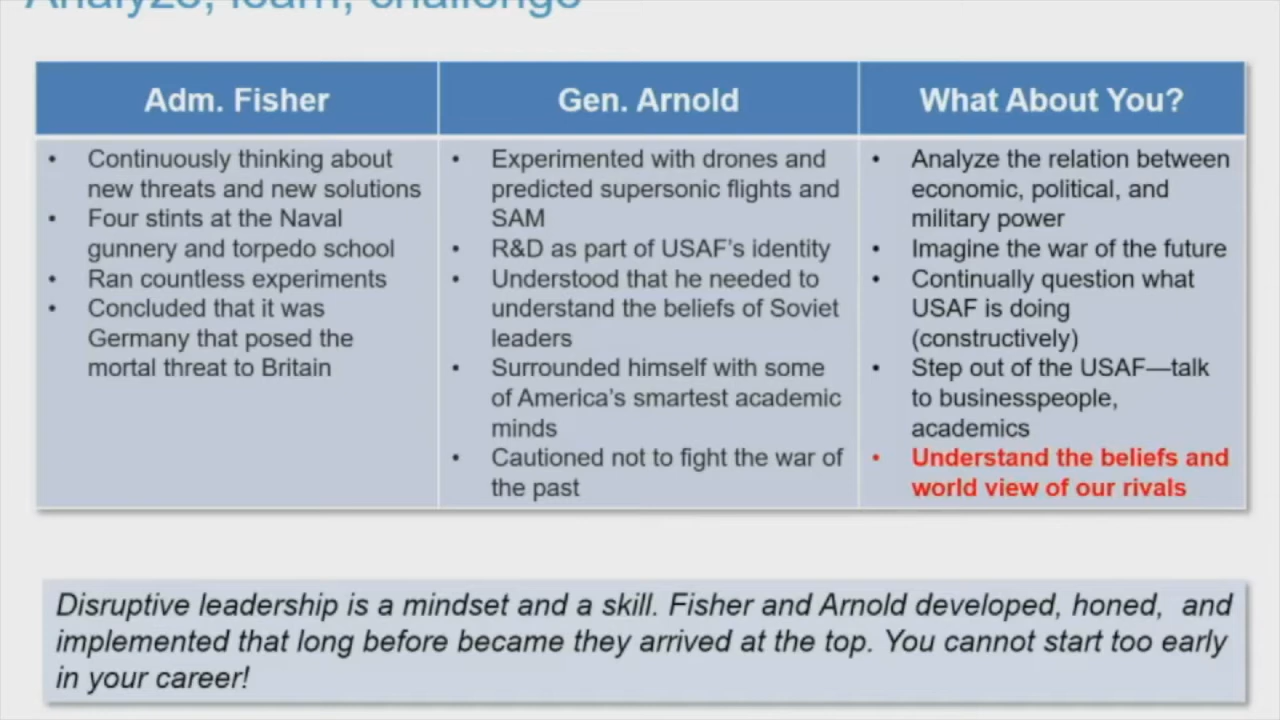 Analyze, learn, challenge
Adm. Fisher
Gen. Arnold
What About You?
• Continuously thinking about
new threats and new solutions
• Four stints at the Naval
gunnery and torpedo school
• Ran countless experiments
• Concluded that it was
Germany that posed the
mortal threat to Britain
• Experimented with drones and
predicted supersonic flights and
SAM
• R&D as part of USAF's identity
• Understood that he needed to
understand the beliefs of Soviet
leaders
• Surrounded himself with some
of America's smartest academic
minds
• Cautioned not to fight the war of
the past
• Analyze the relation between
economic, political, and
military power
• Imagine the war of the future
• Continually question what
USAF is doing
(constructively)
• Step out of the USAF—talk
to businesspeople,
academics
• Understand the beliefs and
world view of our rivals
Disruptive leadership is a mindset and a skill. Fisher and Arnold developed, honed, and
implemented that long before became they arrived at the top. You cannot start too early
in your career!